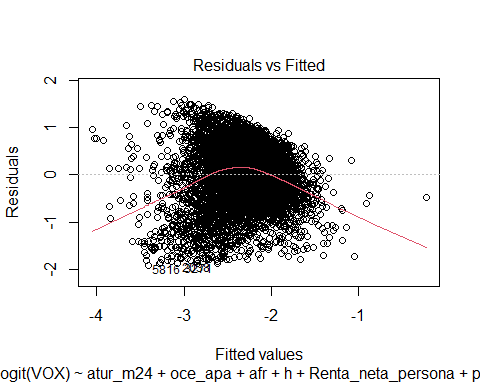 Residuals vs Fitted
Residuals
2
1
0
-1
-2
5816
-4
-3
-2
-1
Fitted values
ogit(VOX) ~ atur_m24 + oce_apa + afr + h + Renta_neta_persona + p